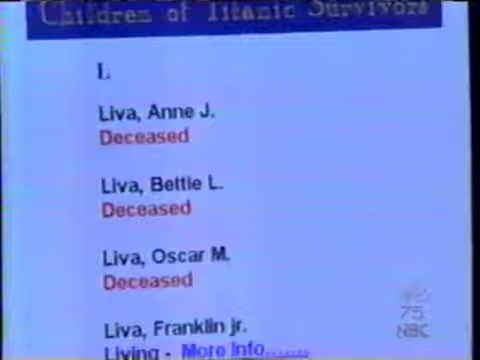 Children of Titanic Survivors
L
Liva, Anne J.
Deceased
Liva, Bettie L.
Deceased
Liva, Oscar M.
Deceased
Liva, Franklin jr.
Living - More Info.......
75
NBC